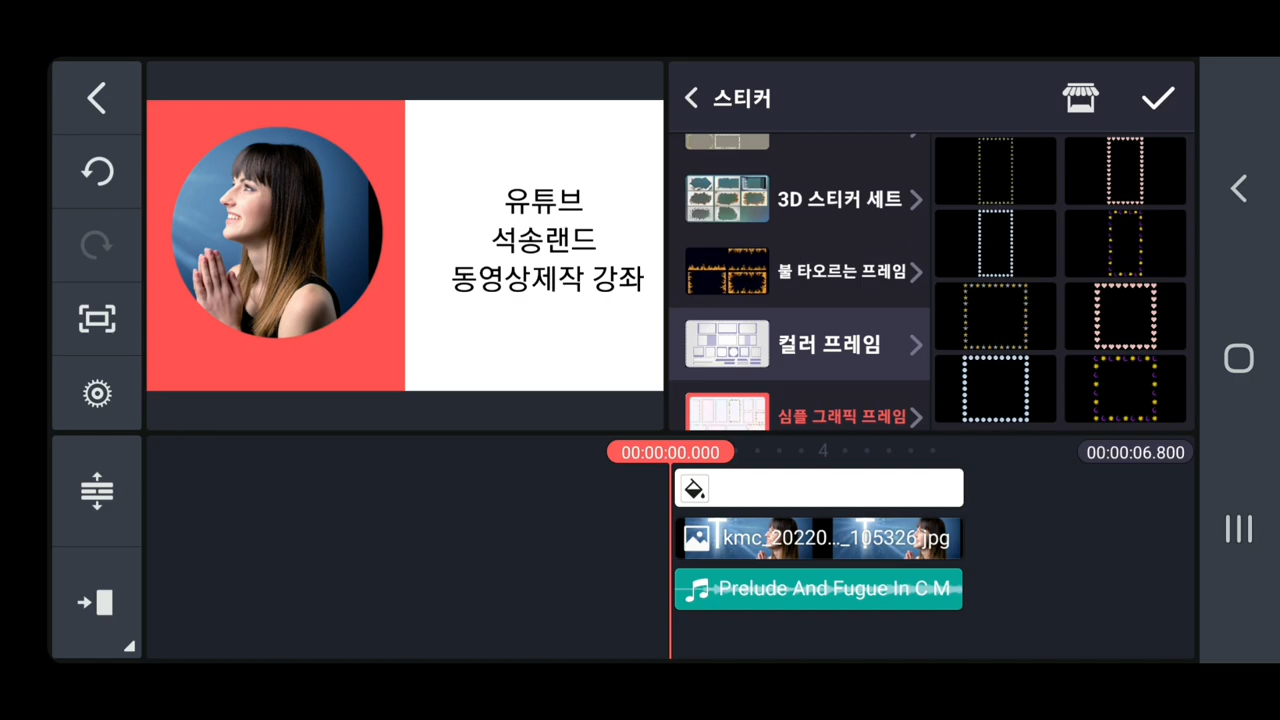 스티커
유튜브
석송랜드
동영상제작 강좌
3D 스티커 세트
불 타오르는 프레임
컬러 프레임
심플 그래픽 프레임
00:00:00.000
4
00:00:06.800
kmc_20220..._105326.jpg
Prelude And Fugue In C M